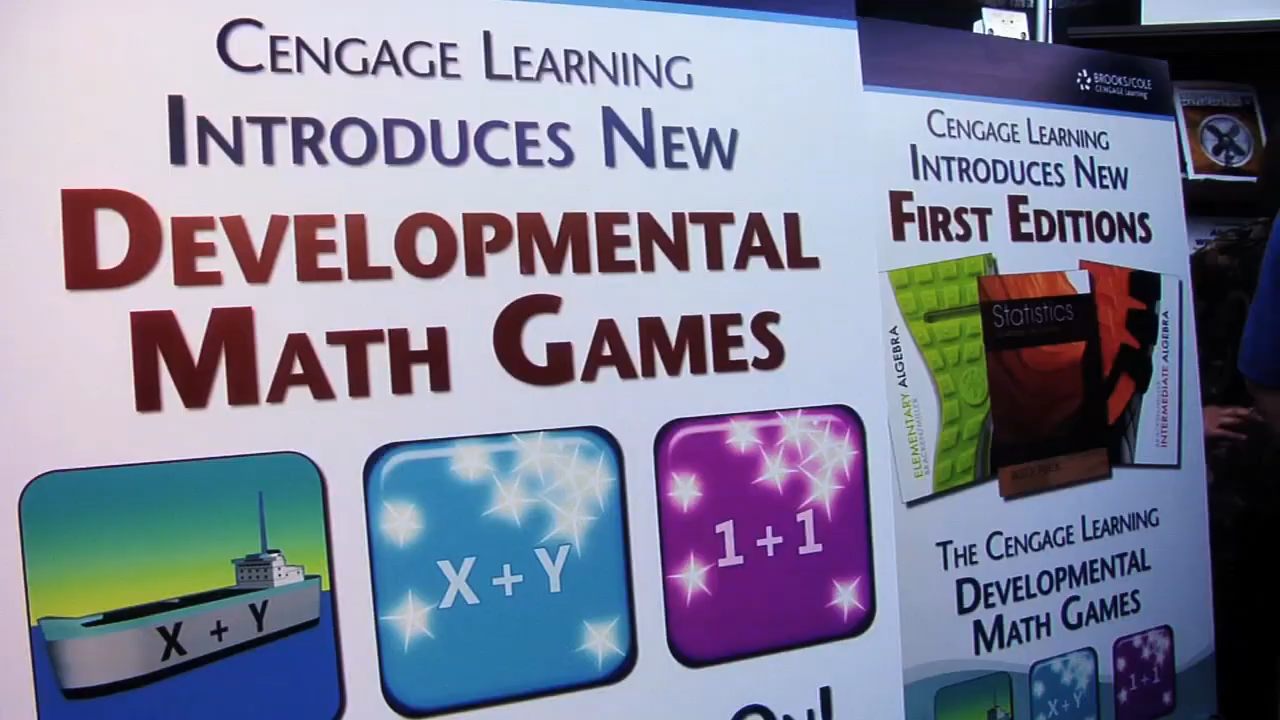 CENGAGE LEARNING
INTRODUCES NEW
DEVELOPMENTAL
MATH GAMES
X + Y
X + Y
1 + 1
On!
BROOKS/COLE
CENGAGE Learning
CENGAGE LEARNING
INTRODUCES NEW
FIRST EDITIONS
ELEMENTARY ALGEBRA
Statistics
INTERMEDIATE ALGEBRA
THE CENGAGE LEARNING
DEVELOPMENTAL
MATH GAMES
X + Y
1 + 1